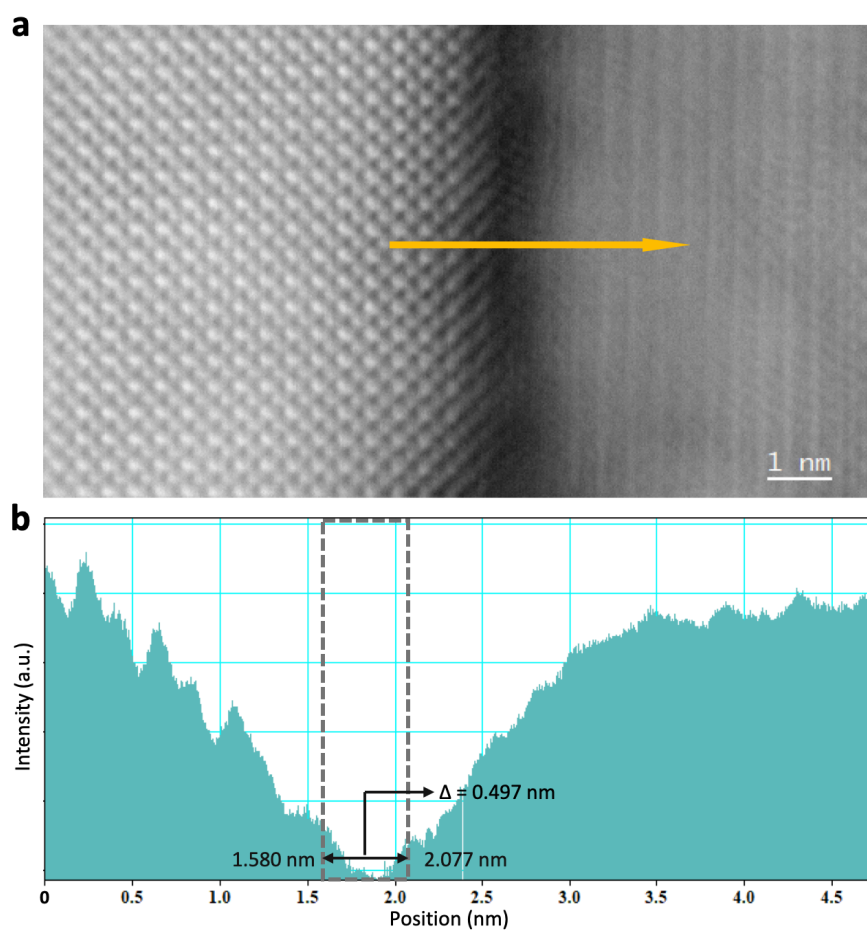 a
1 nm
b
Intensity (a.u.)
Δ = 0.497 nm
1.580 nm
2.077 nm
0
0.5
1.0
1.5
2.0
2.5
3.0
3.5
4.0
4.5
Position (nm)